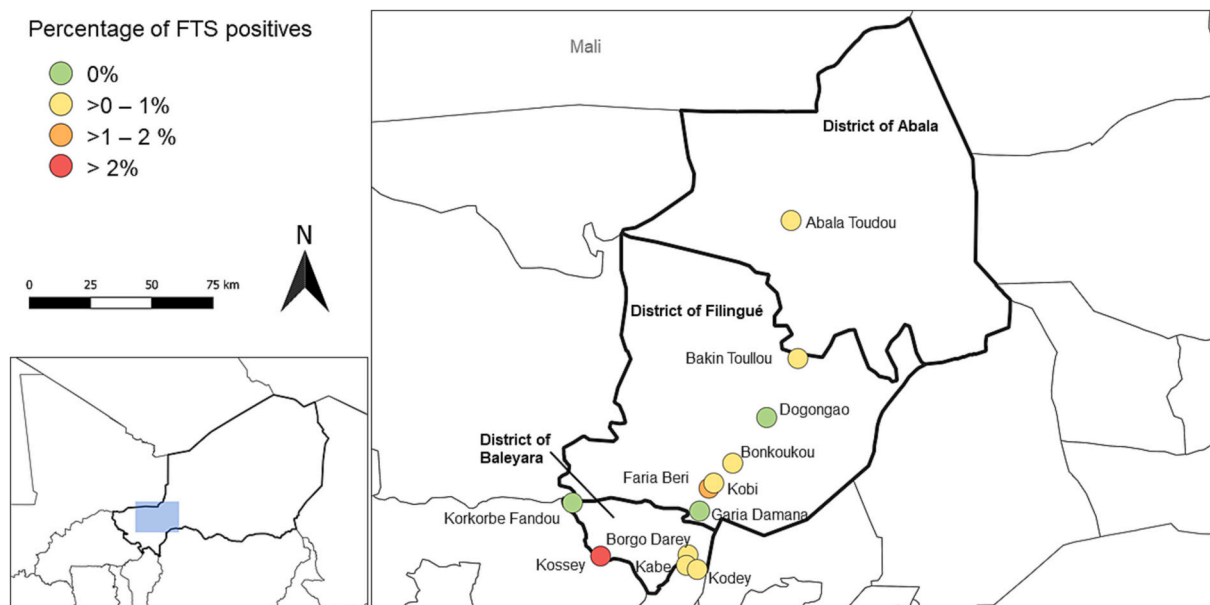 Percentage of FTS positives
0%
>0 – 1%
>1 – 2 %
> 2%
N
0 25 50 75 km
Mali
District of Abala
Abala Toudou
District of Filingué
Bakin Toullou
Dogongao
District of
Baleyara
Bonkoukou
Faria Beri
Kobi
Korkorbe Fandou
Garia Damana
Borgo Darey
Kossey
Kabe
Kodey